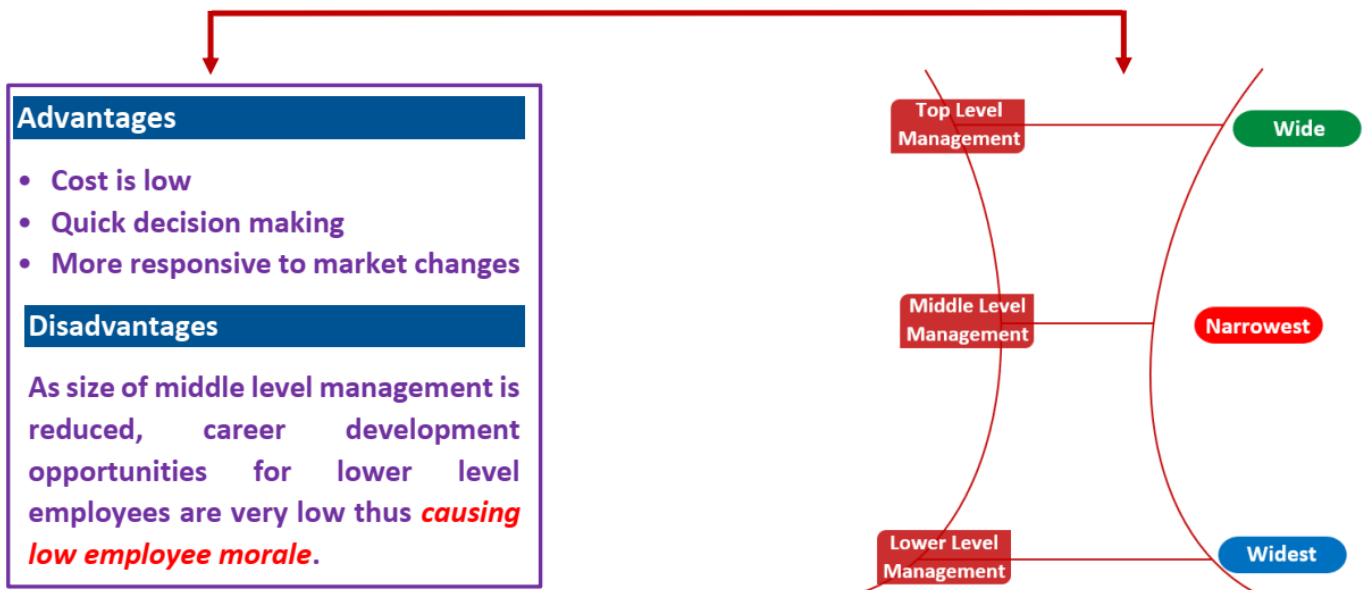 Advantages
• Cost is low
• Quick decision making
• More responsive to market changes
Disadvantages
As size of middle level management is
reduced, career development
opportunities for lower level
employees are very low thus causing
low employee morale.
Top Level
Management
Wide
Middle Level
Management
Narrowest
Lower Level
Management
Widest